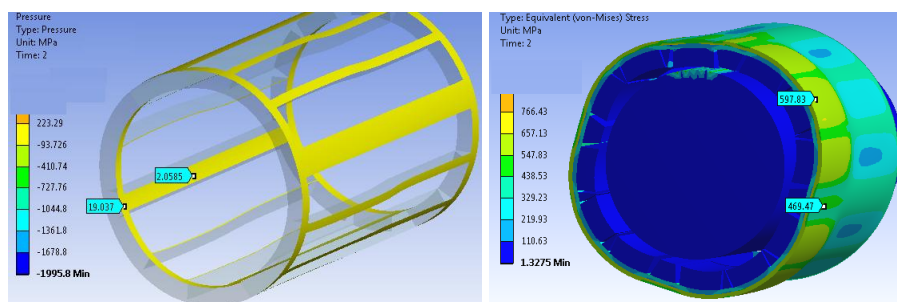 Pressure
Type: Pressure
Unit: MPa
Time: 2
223.29
-93.726
-410.74
-727.76
-1044.8
-1361.8
-1678.8
-1995.8 Min
2.0585
19.037
Type: Equivalent (von-Mises) Stress
Unit: MPa
Time: 2
766.43
657.13
547.83
438.53
329.23
219.93
110.63
1.3275 Min
597.83
469.47